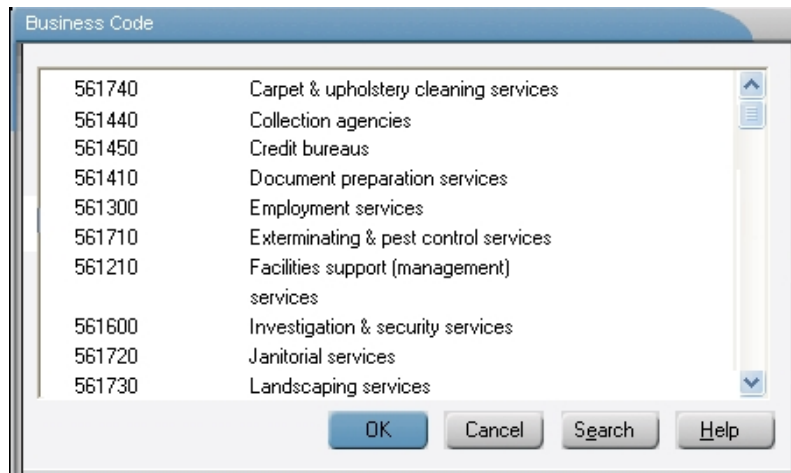 Business Code
561740 Carpet & upholstery cleaning services
561440 Collection agencies
561450 Credit bureaus
561410 Document preparation services
561300 Employment services
561710 Exterminating & pest control services
561210 Facilities support (management)
services
561600 Investigation & security services
561720 Janitorial services
561730 Landscaping services
OK Cancel Search Help